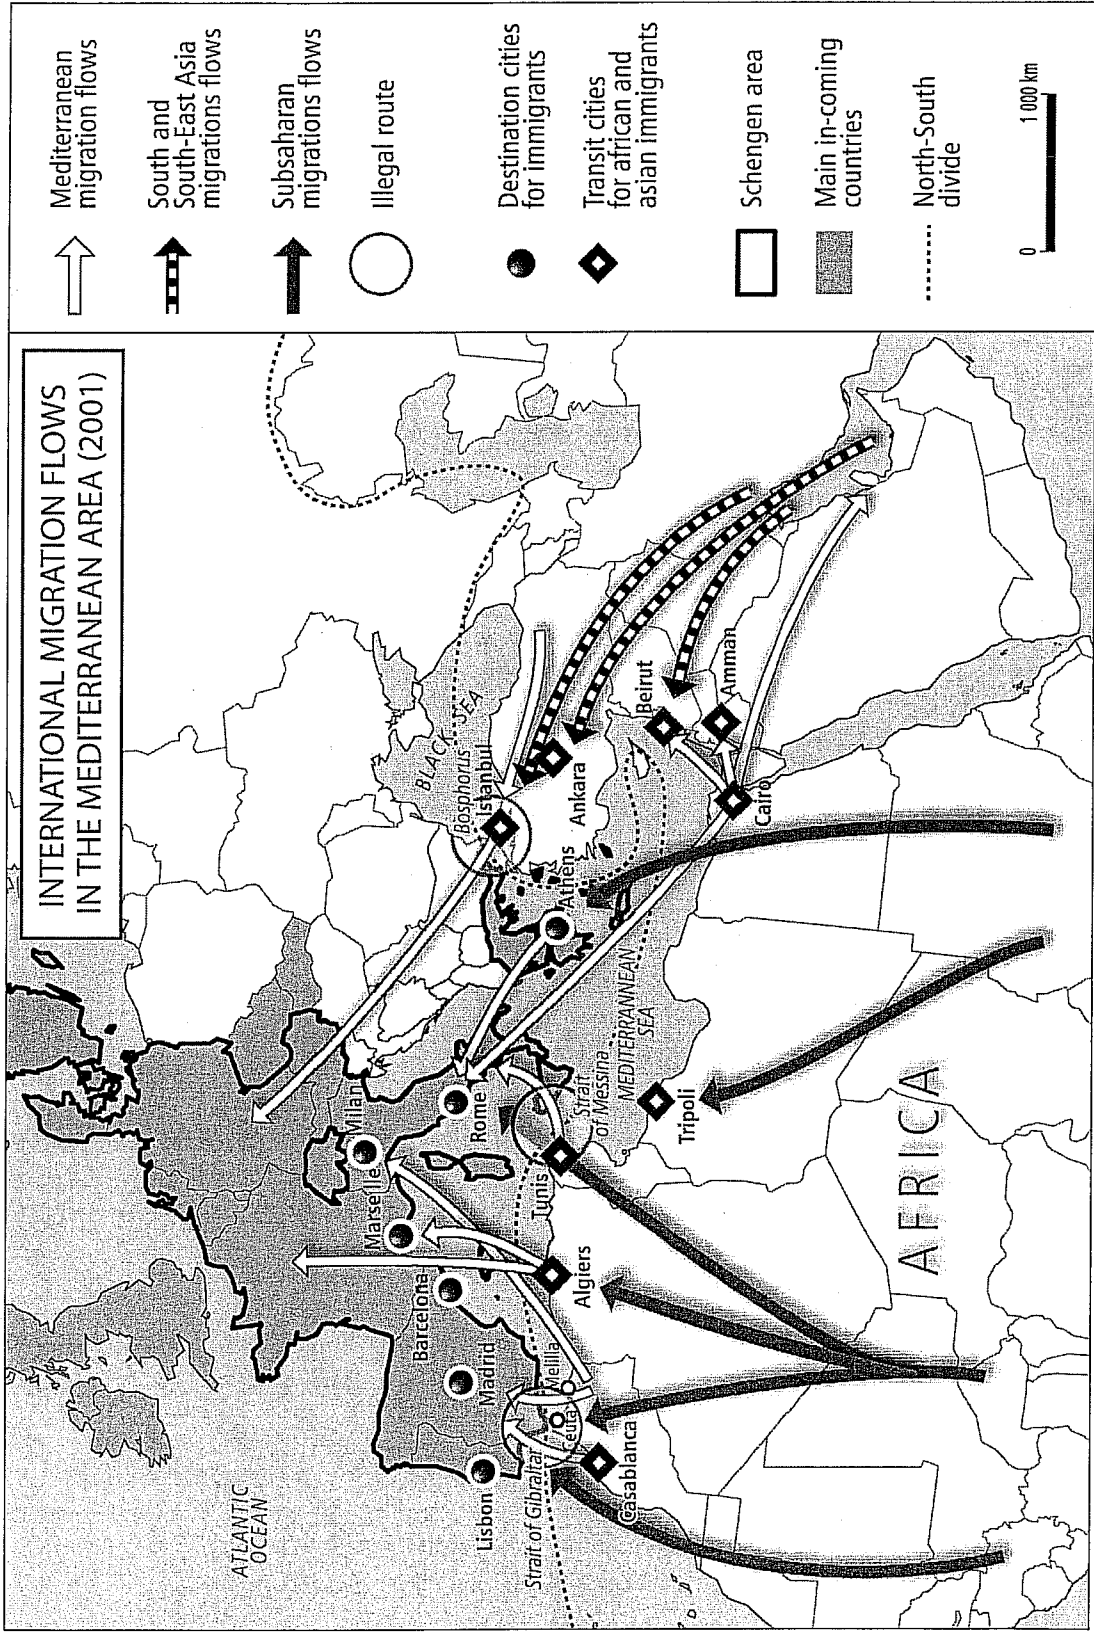 INTERNATIONAL MIGRATION FLOWS
IN THE MEDITERRANEAN AREA (2001)
ATLANTIC
OCEAN
BLACK SEA
Bosphorus
Istanbul
Ankara
Athens
Beirut
Amman
Cairo
Milan
Marseille
Rome
Barcelona
Madrid
Lisbon
Strait of Gibraltar
Ceuta
Melilla
Casablanca
Algiers
Tunis
Strait
of Messina
MEDITERRANNEAN
SEA
Tripoli
AFRICA
Mediterranean
migration flows
South and
South-East Asia
migrations flows
Subsaharan
migrations flows
Illegal route
Destination cities
for immigrants
Transit cities
for african and
asian immigrants
Schengen area
Main in-coming
countries
North-South
divide
0 1 000 km